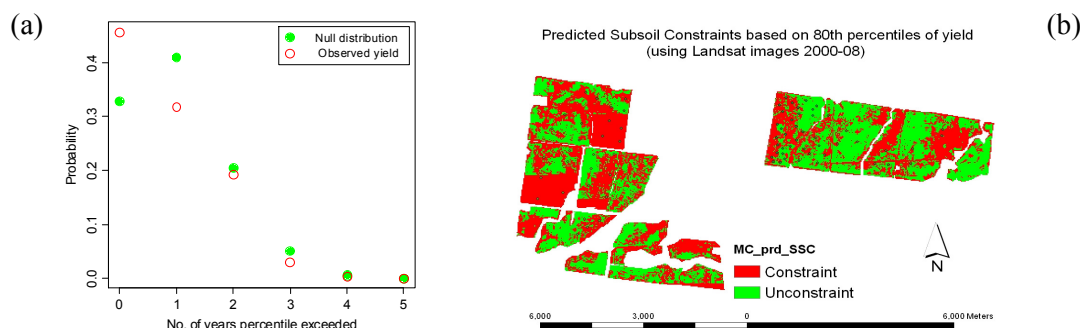 (a)
Null distribution
Observed yield
Probability
0.0
0.1
0.2
0.3
0.4
0 1 2 3 4 5
No. of years percentile exceeded
(b)
Predicted Subsoil Constraints based on 80th percentiles of yield
(using Landsat images 2000-08)
MC_prd_SSC
Constraint
Unconstraint
N
6,000 3,000 0 6,000 Meters